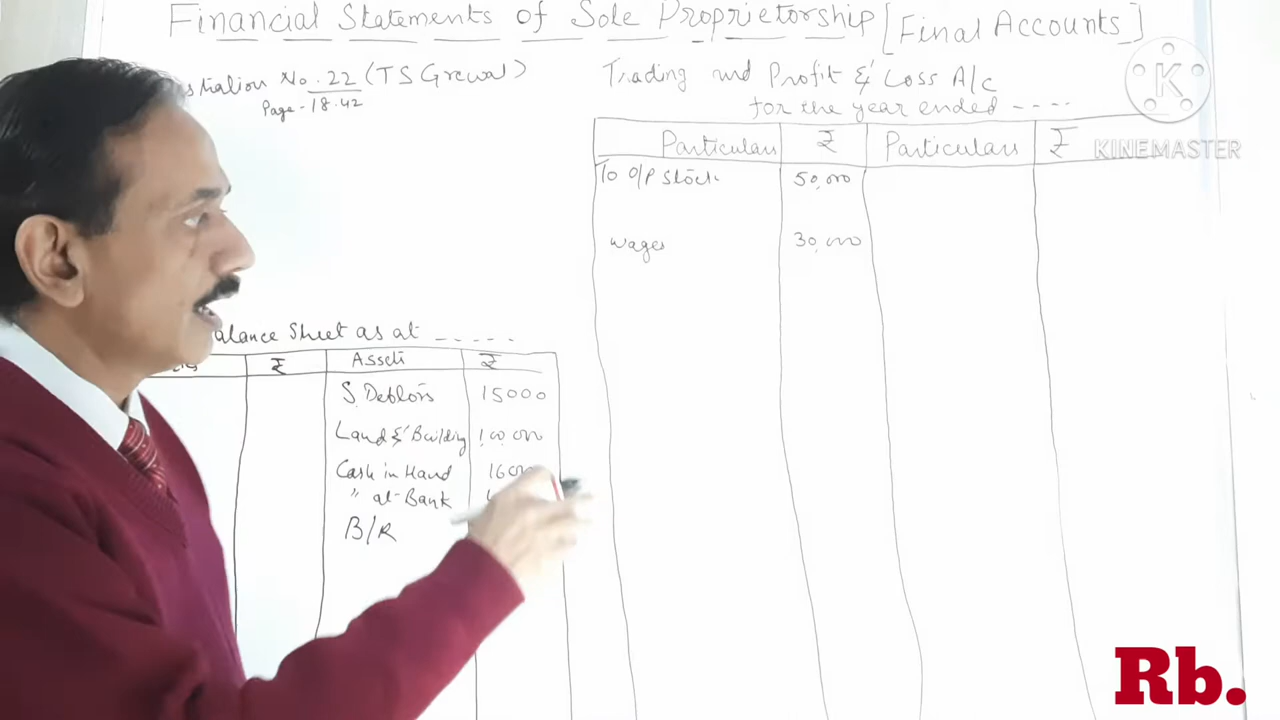 Financial Statements of Sole Proprietorship [Final Accounts]
stration No. 22 (TS Grewal)
Page - 18.42
Trading and Profit & Loss A/c
for the year ended ----
Particulars ₹ Particulars ₹
To O/P Stock 50,000
wages 30,000
alance Sheet as at -----
₹ Assets ₹
S. Debtors 15000
Land & Building 1,00,000
Cash in Hand
" at Bank
B/R
K
KINEMASTER
Rb.